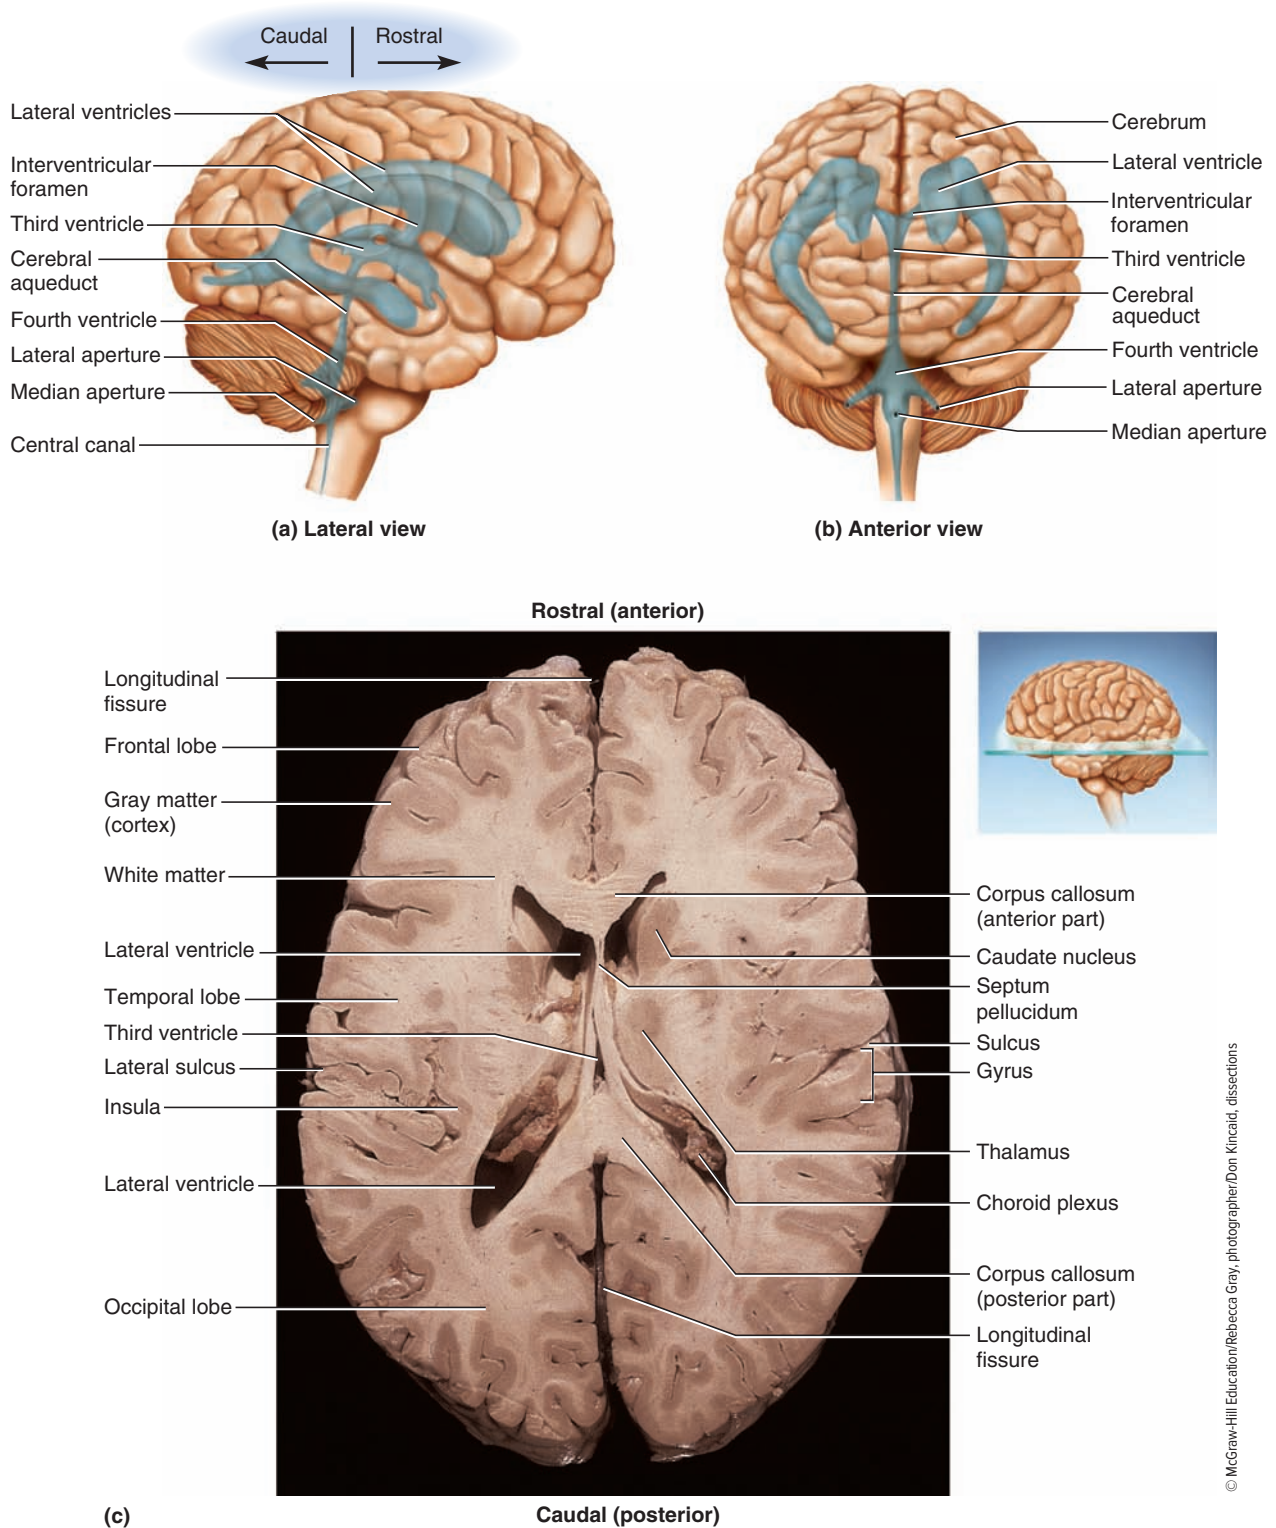 Caudal
Rostral
Lateral ventricles
Interventricular
foramen
Third ventricle
Cerebral
aqueduct
Fourth ventricle
Lateral aperture
Median aperture
Central canal
(a) Lateral view
Cerebrum
Lateral ventricle
Interventricular
foramen
Third ventricle
Cerebral
aqueduct
Fourth ventricle
Lateral aperture
Median aperture
(b) Anterior view
Rostral (anterior)
Longitudinal
fissure
Frontal lobe
Gray matter
(cortex)
White matter
Lateral ventricle
Temporal lobe
Third ventricle
Lateral sulcus
Insula
Lateral ventricle
Occipital lobe
Corpus callosum
(anterior part)
Caudate nucleus
Septum
pellucidum
Sulcus
Gyrus
Thalamus
Choroid plexus
Corpus callosum
(posterior part)
Longitudinal
fissure
(c)
Caudal (posterior)
© McGraw-Hill Education/Rebecca Gray, photographer/Don Kincaid, dissections